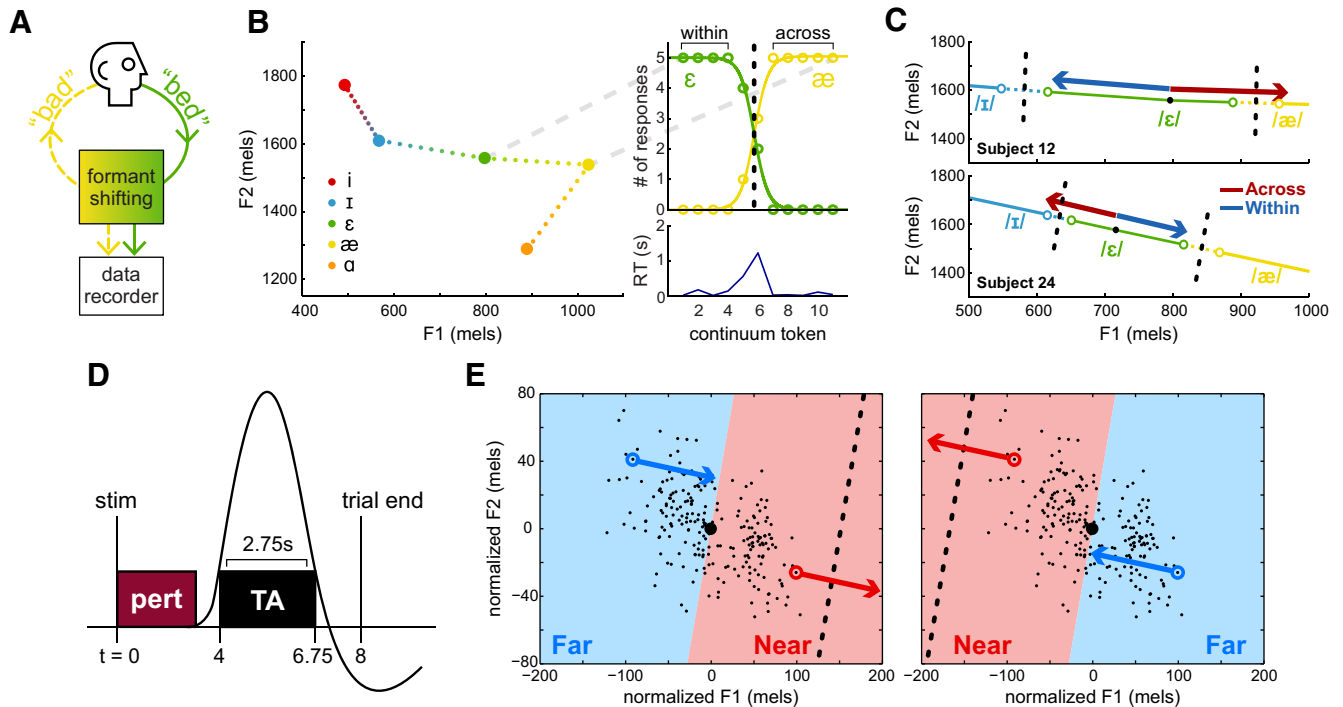 A
"bad"
"bed"
formant
shifting
data
recorder
B
1800
1600
1400
1200
F2 (mels)
400
600
800
1000
F1 (mels)
i
ɪ
ɛ
æ
ɑ
within
across
5
4
3
2
1
0
# of responses
ɛ
æ
2
1
0
RT (s)
2
4
6
8
10
continuum token
C
1800
1600
1400
F2 (mels)
/ɪ/
/ɛ/
/æ/
Subject 12
1800
1600
1400
F2 (mels)
/ɪ/
/ɛ/
/æ/
Across
Within
Subject 24
500
600
700
800
900
1000
F1 (mels)
D
stim
trial end
2.75s
pert
TA
t = 0
4
6.75
8
E
80
40
0
−40
−80
normalized F2 (mels)
Far
Near
−200
−100
0
100
200
normalized F1 (mels)
Near
Far
−200
−100
0
100
200
normalized F1 (mels)